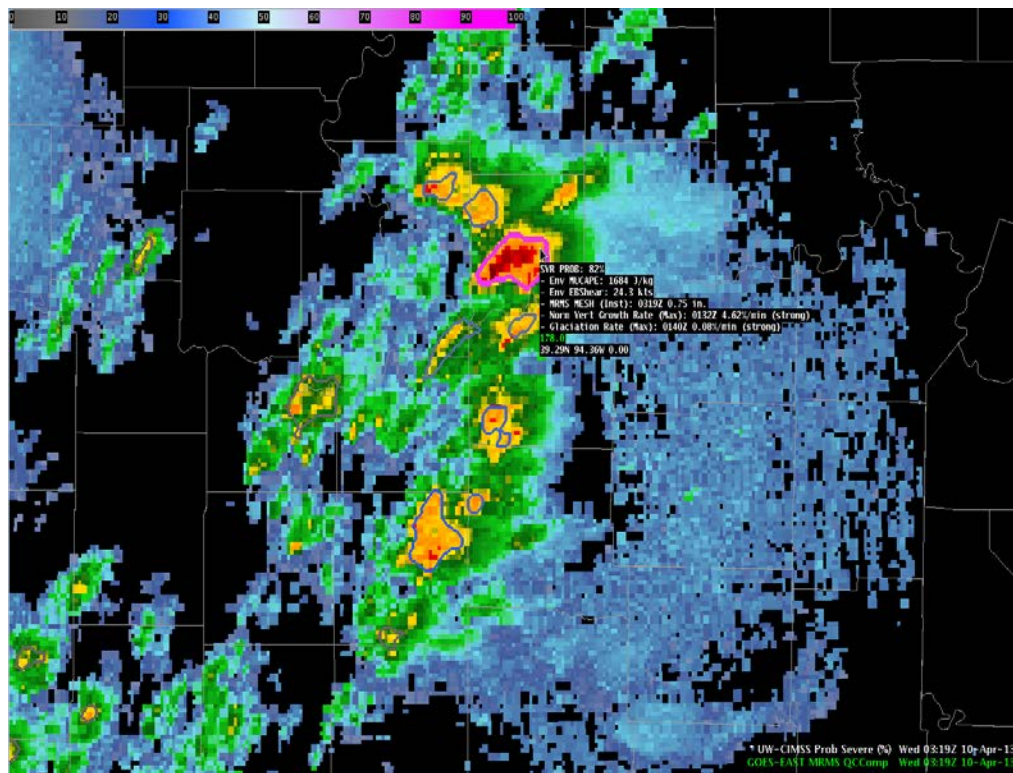 0 10 20 30 40 50 60 70 80 90 100
SVR PROB: 82%
- Env MUCAPE: 1684 J/kg
- Env EBShear: 24.3 kts
- MRMS MESH (Inst): 0319Z 0.75 in.
- Norm Vert Growth Rate (Max): 0132Z 4.62%/min (strong)
- Glaciation Rate (Max): 0140Z 0.08%/min (strong)
178.0
39.29N 94.36W 0.00
* UW-CIMSS Prob Severe (%) Wed 03:19Z 10-Apr-13
GOES-EAST MRMS QCComp Wed 03:19Z 10-Apr-13